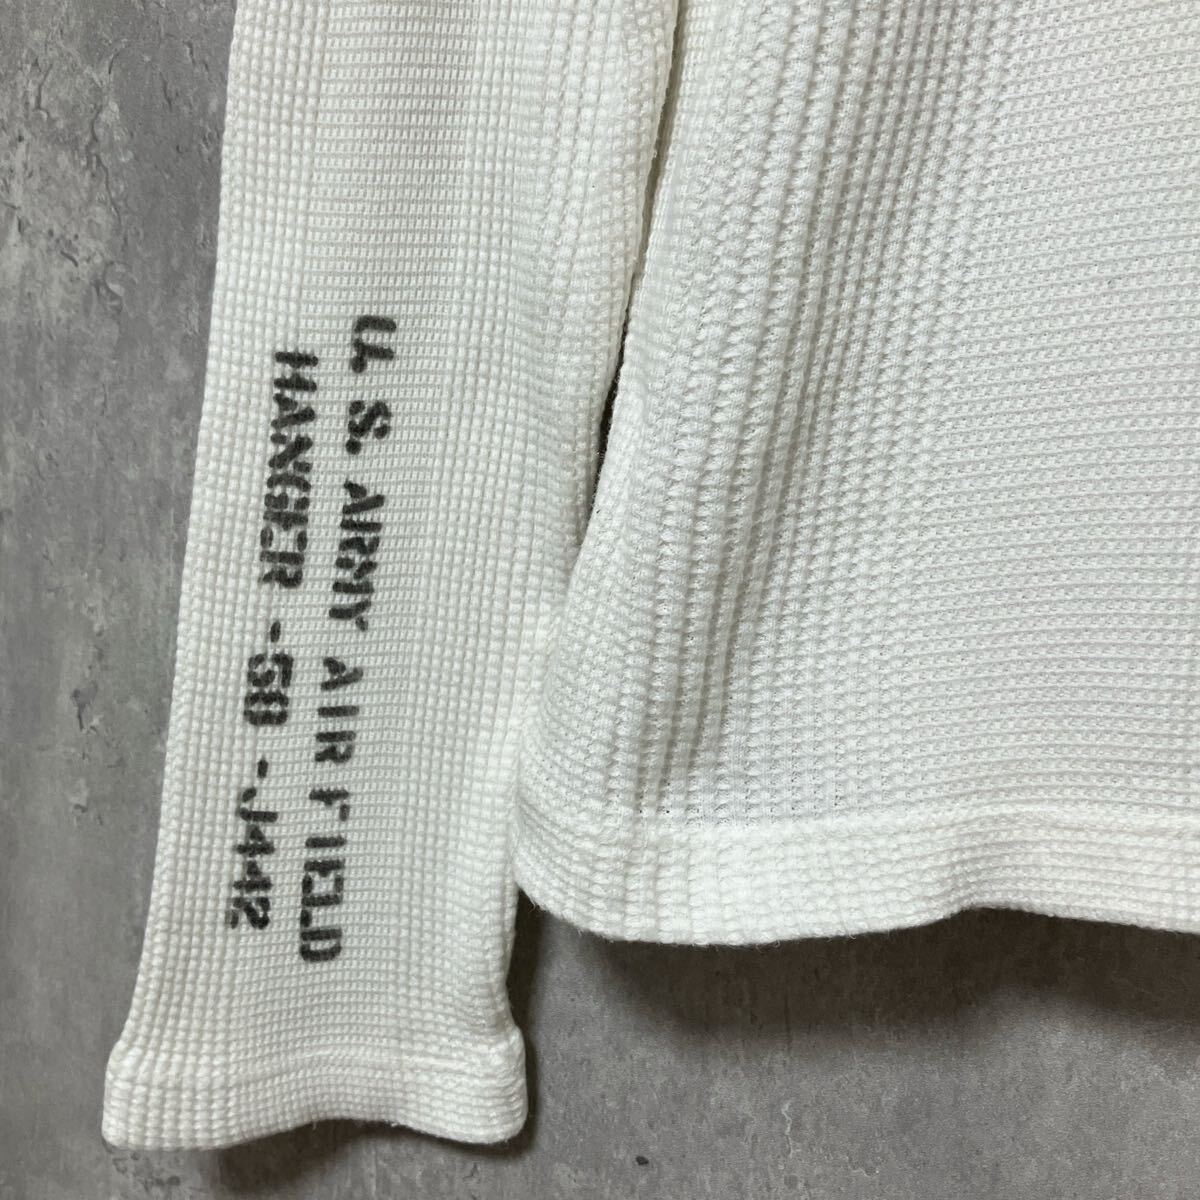 U. S. ARMY AIR FIELD
HANGER -50 -J442